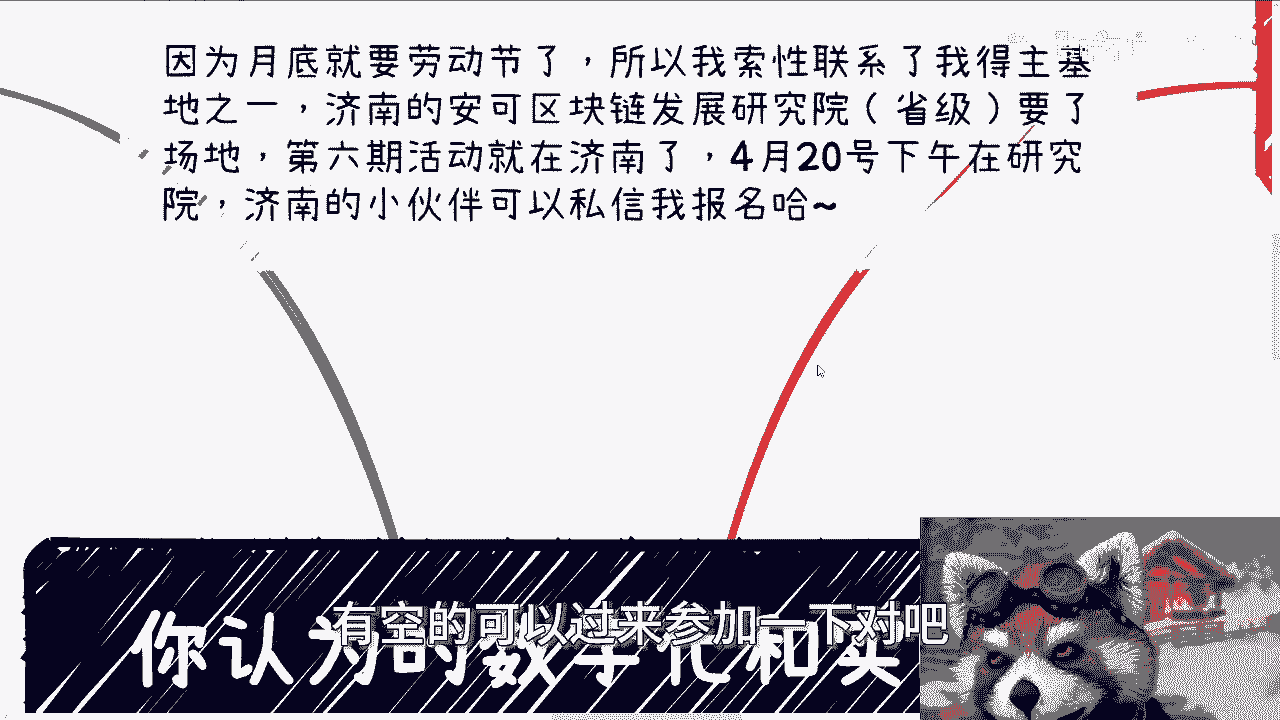 因为月底就要劳动节了，所以我索性联系了我得主基
地之一，济南的安可区块链发展研究院（省级）要了
场地，第六期活动就在济南了，4月20号下午在研究
院，济南的小伙伴可以私信我报名哈~
有空的可以过来参加一下对吧
你认为的数字化和实